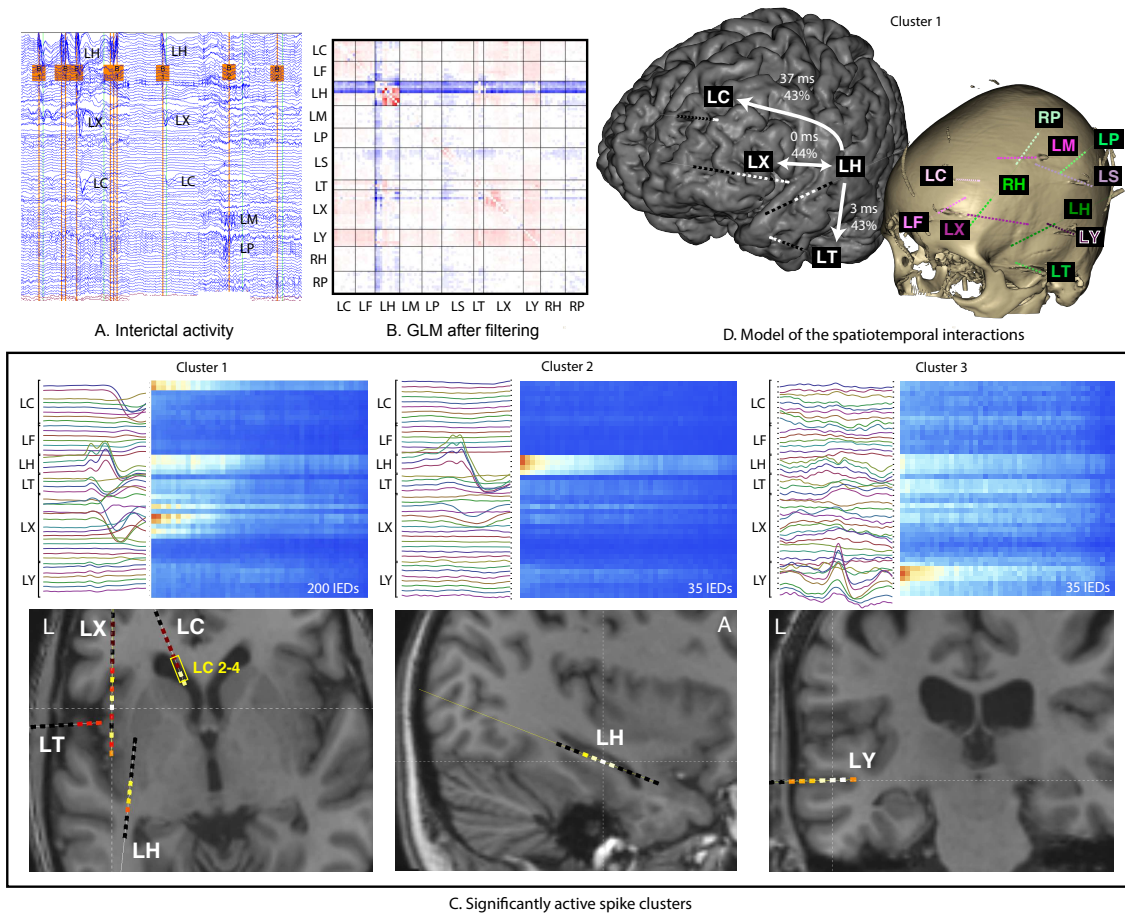 LH
LH
LX
LX
LC
LC
LM
LP
A. Interictal activity
LC
LF
LH
LM
LP
LS
LT
LX
LY
RH
RP
LC LF LH LM LP LS LT LX LY RH RP
B. GLM after filtering
Cluster 1
37 ms
43%
LC
0 ms
44%
LX
LH
3 ms
43%
LT
RP
LM
LP
LC
RH
LS
LF
LX
LH
LY
LT
D. Model of the spatiotemporal interactions
Cluster 1
LC
LF
LH
LT
LX
LY
200 IEDs
Cluster 2
LC
LF
LH
LT
LX
LY
35 IEDs
Cluster 3
LC
LF
LH
LT
LX
LY
35 IEDs
L
LX
LC
LC 2-4
LT
LH
A
LH
L
LY
C. Significantly active spike clusters